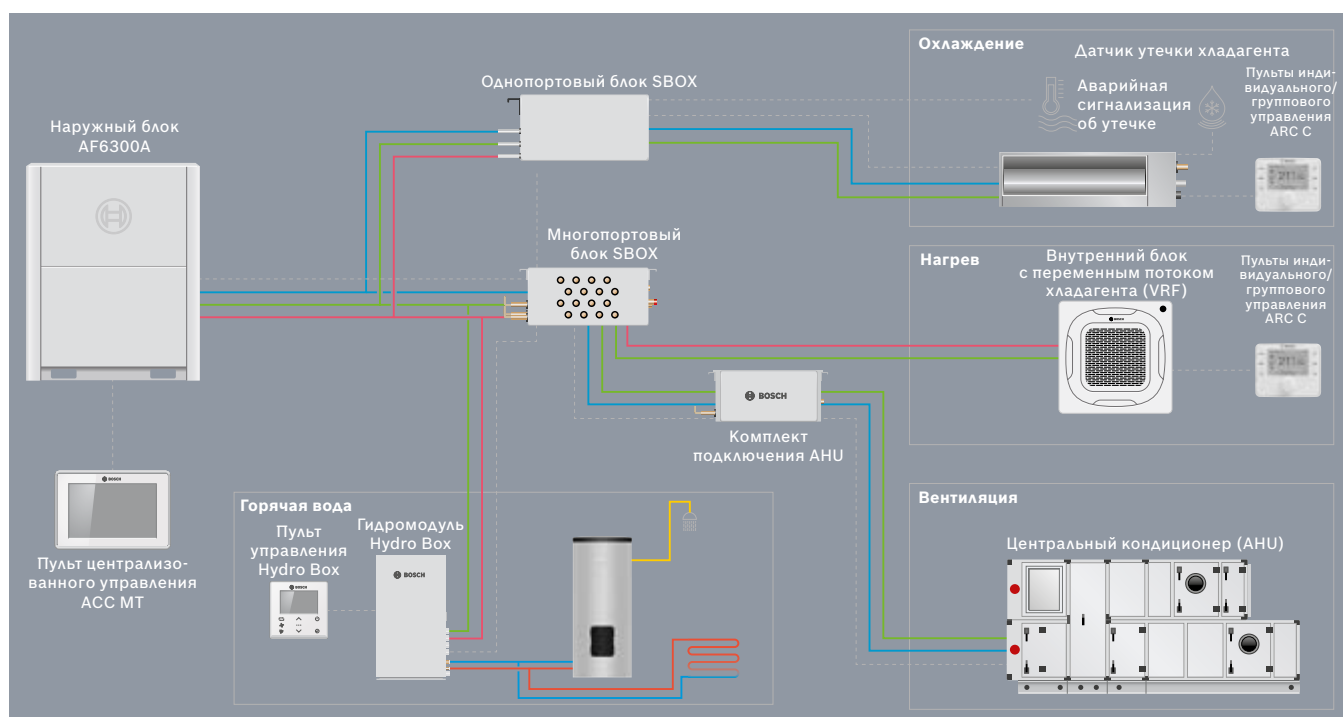 Охлаждение
Датчик утечки хладагента
Однопортовый блок SBOX
Аварийная
сигнализация
об утечке
Пульты инди-
видуального/
группового
управления
ARC C
Наружный блок
AF6300A
Многопортовый
блок SBOX
Нагрев
Внутренний блок
с переменным потоком
хладагента (VRF)
Пульты инди-
видуального/
группового
управления
ARC C
BOSCH
BOSCH
Комплект
подключения AHU
BOSCH
Пульт централизо-
ванного управления
ACC MT
Горячая вода
Пульт
управления
Hydro Box
Гидромодуль
Hydro Box
BOSCH
BOSCH
Вентиляция
Центральный кондиционер (AHU)